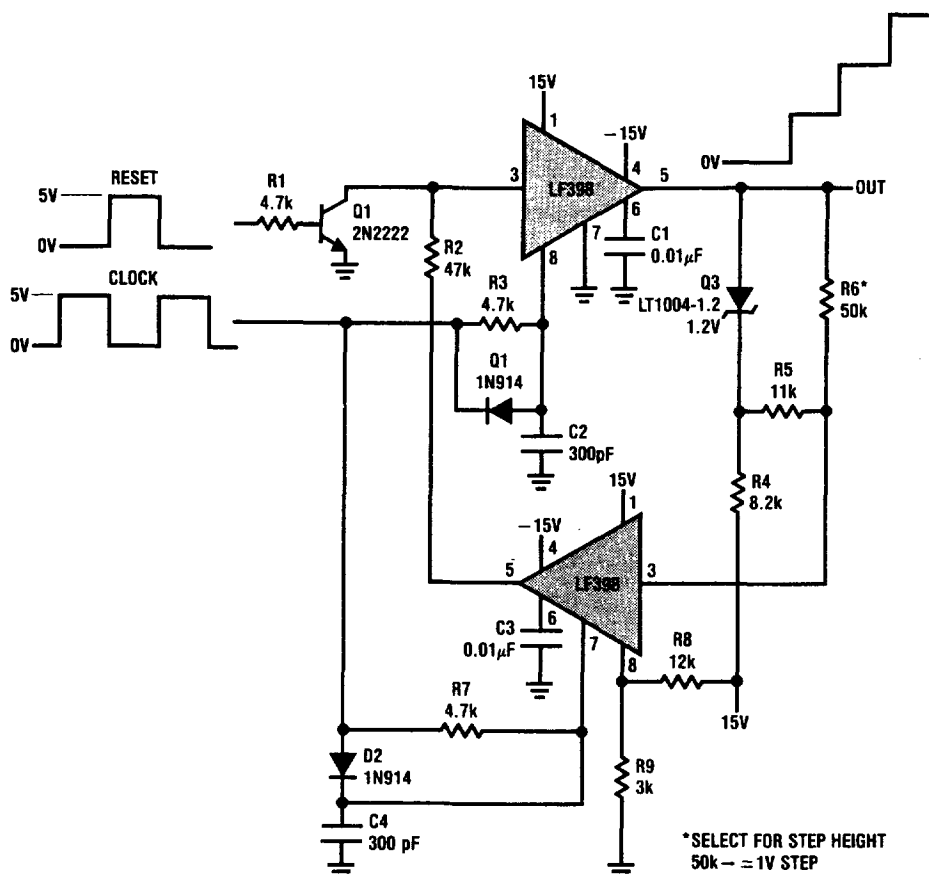 15V
1
−15V
4
0V
RESET
5V
0V
R1
4.7k
Q1
2N2222
3
LF398
5
OUT
6
7
8
C1
0.01µF
R2
47k
CLOCK
5V
0V
R3
4.7k
Q3
LT1004-1.2
1.2V
R6*
50k
Q1
1N914
R5
11k
C2
300pF
R4
8.2k
15V
1
−15V
4
5
LF398
3
C3
0.01µF
6
7
8
R8
12k
15V
R7
4.7k
D2
1N914
R9
3k
C4
300 pF
*SELECT FOR STEP HEIGHT
50k → ≅ 1V STEP